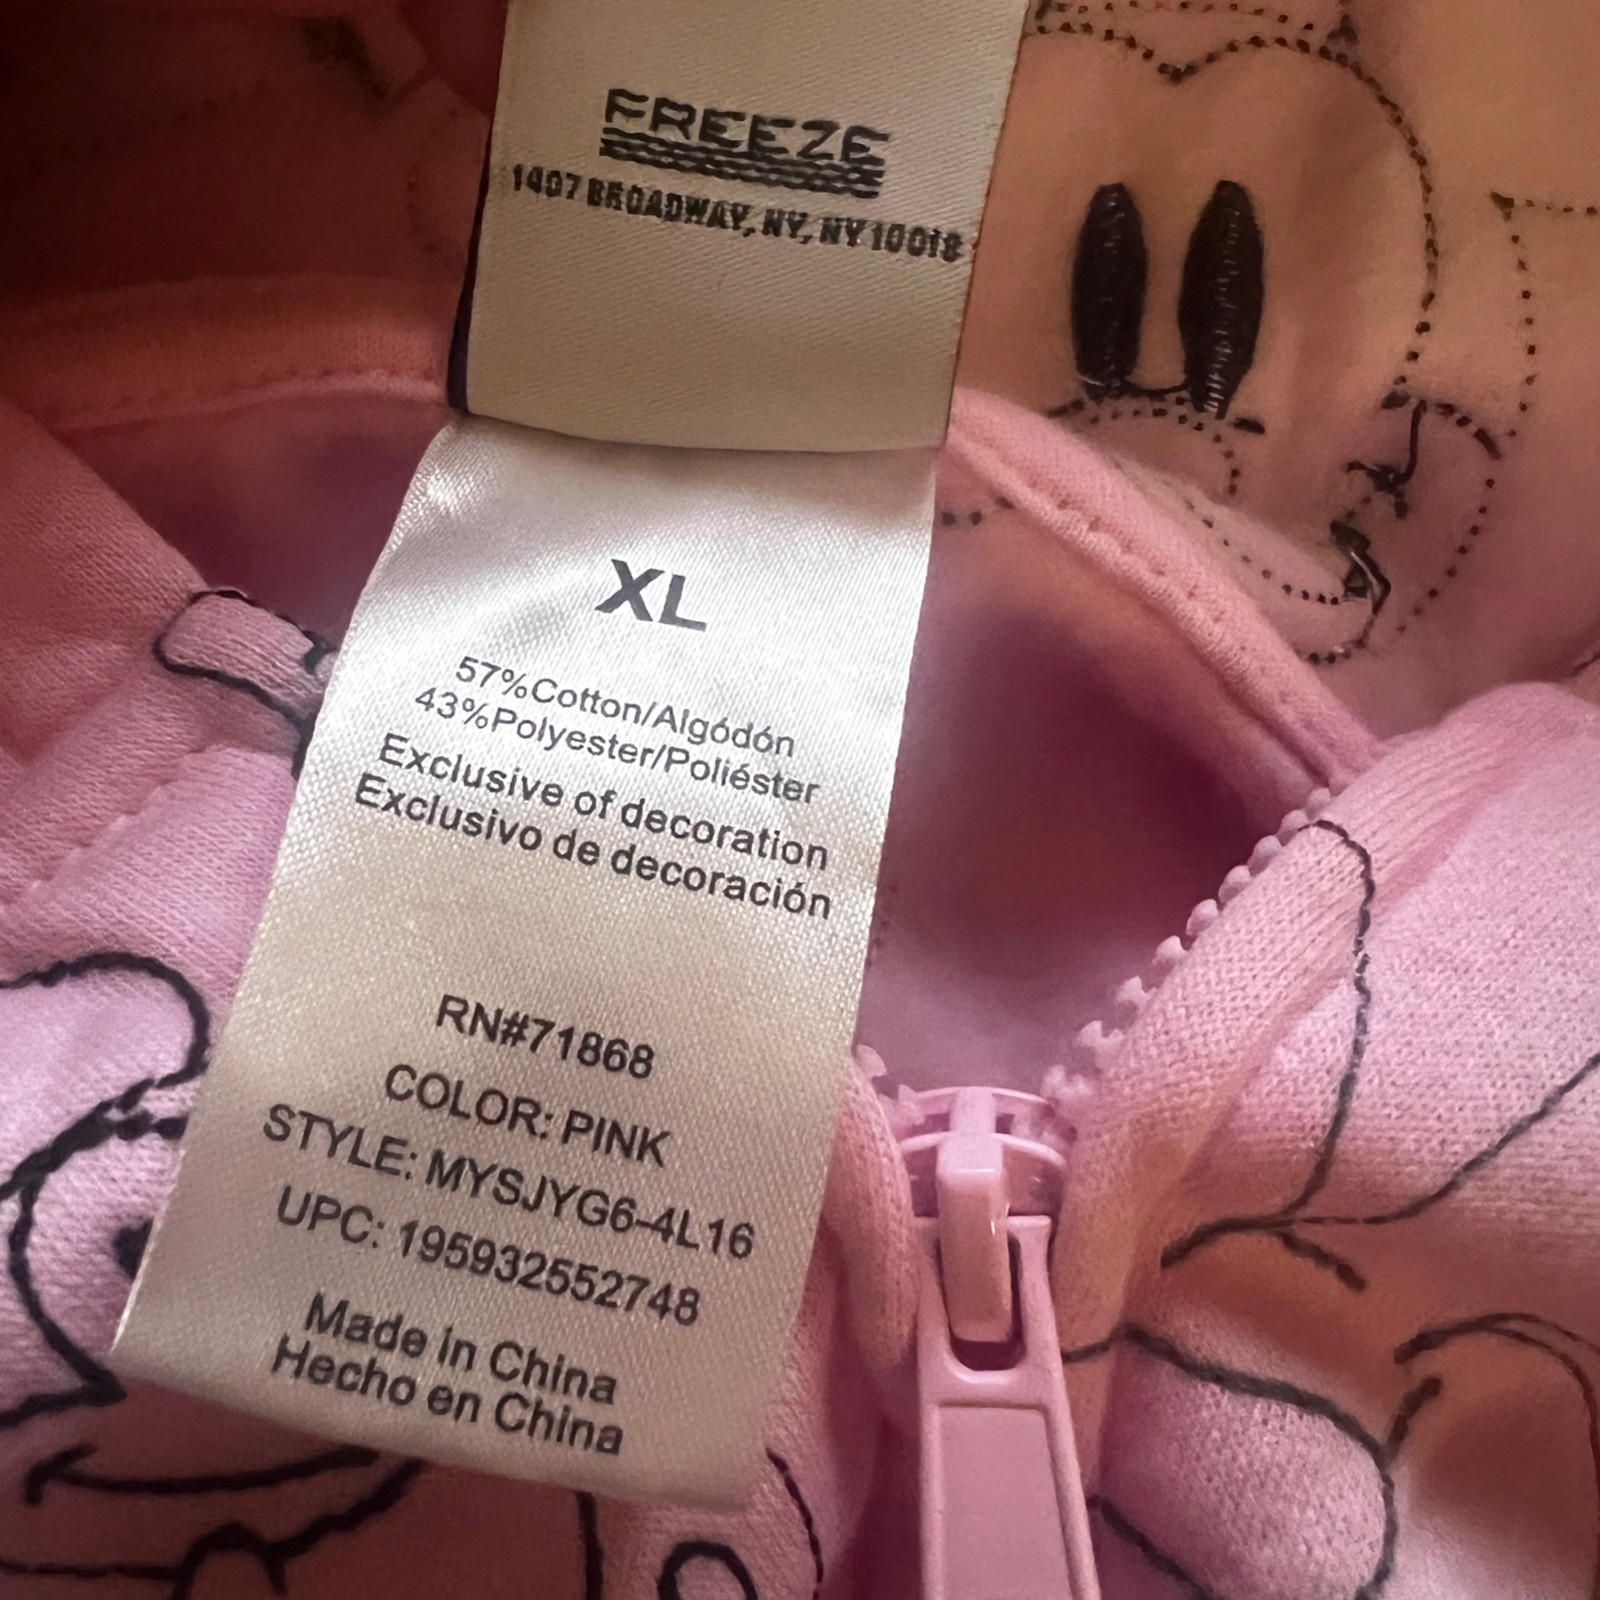 FREEZE
1407 BROADWAY, NY, NY 10018
XL
57%Cotton/Algódón
43%Polyester/Poliéster
Exclusive of decoration
Exclusivo de decoración
RN#71868
COLOR: PINK
STYLE: MYSJYG6-4L16
UPC: 195932552748
Made in China
Hecho en China